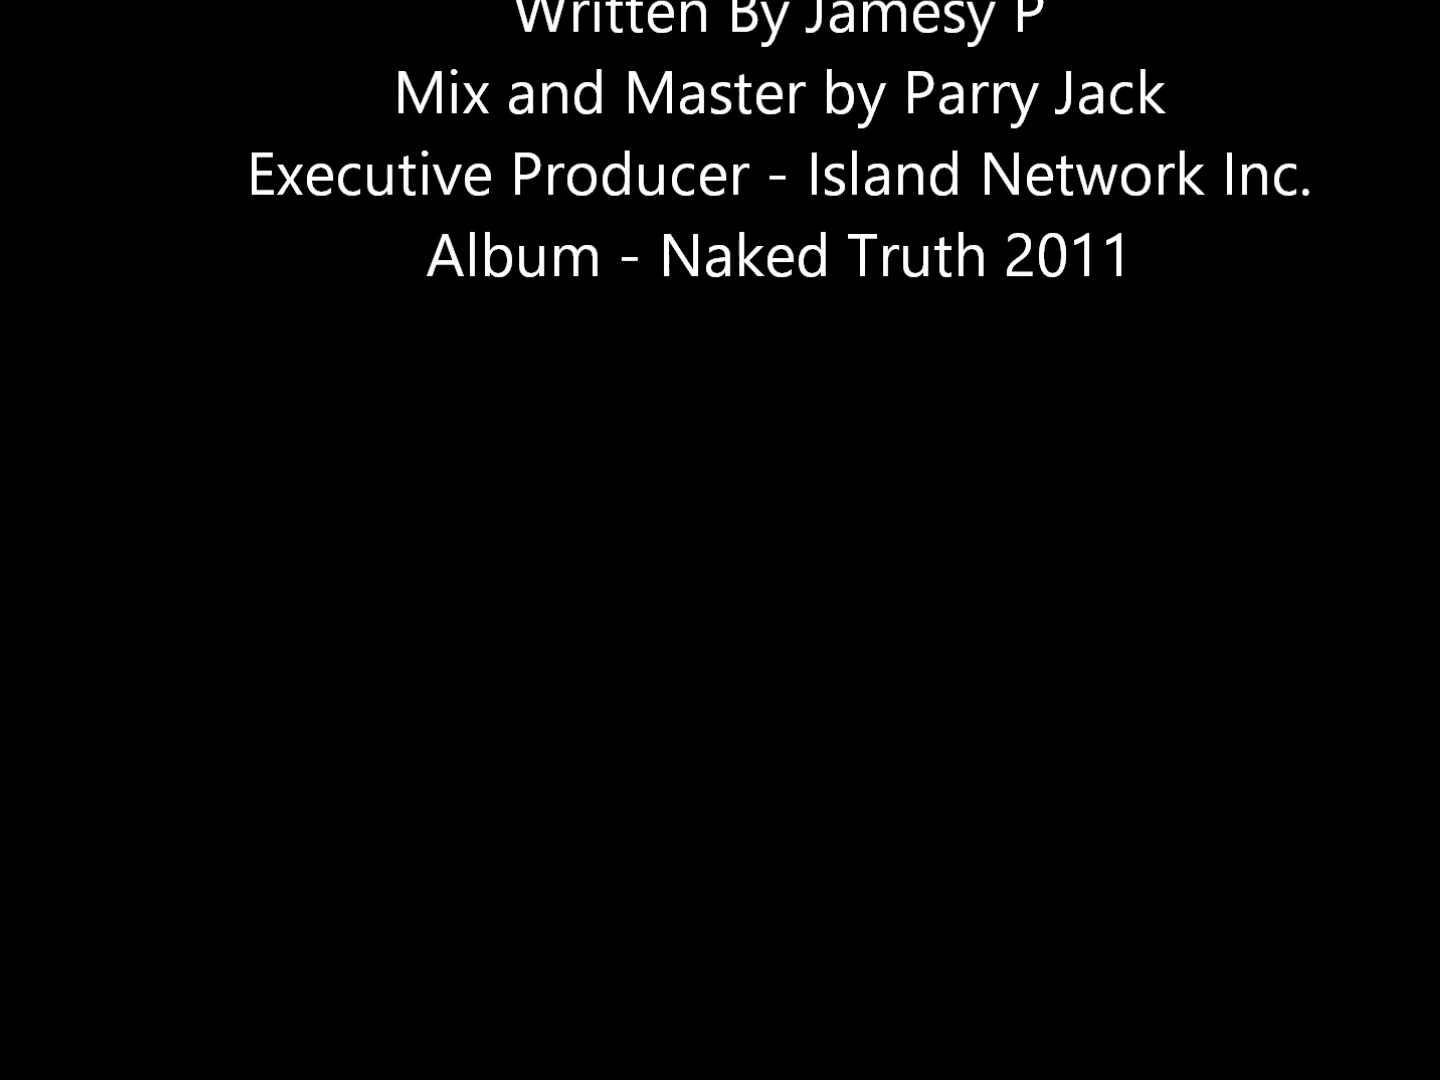 Written By Jamesy P
Mix and Master by Parry Jack
Executive Producer - Island Network Inc.
Album - Naked Truth 2011